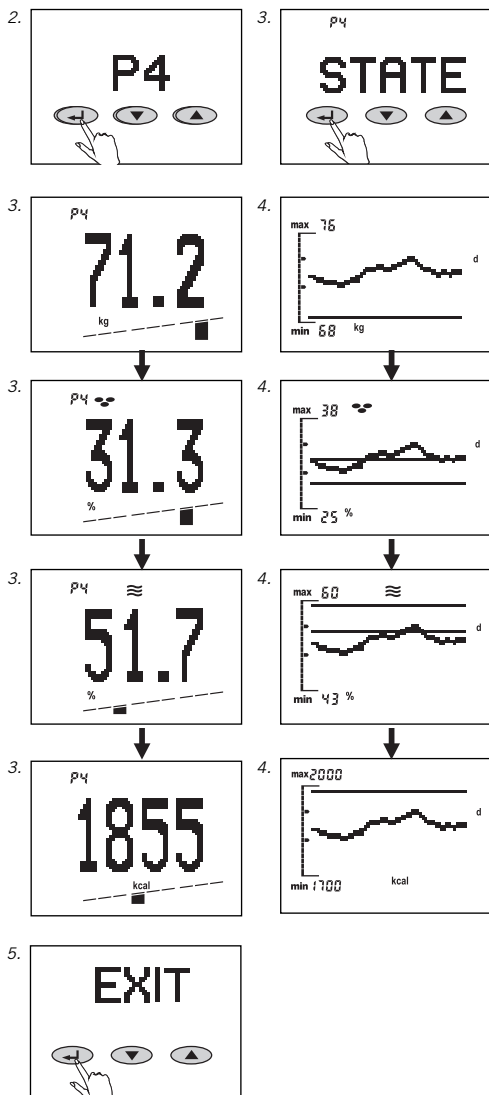 2.
P4
3.
P4
STATE
3.
P4
71.2
kg
4.
max 76
d
min 68 kg
3.
P4
31.3
%
4.
max 38
d
min 25 %
3.
P4
51.7
%
4.
max 60
d
min 43 %
3.
P4
1855
kcal
4.
max 2000
d
min 1700 kcal
5.
EXIT